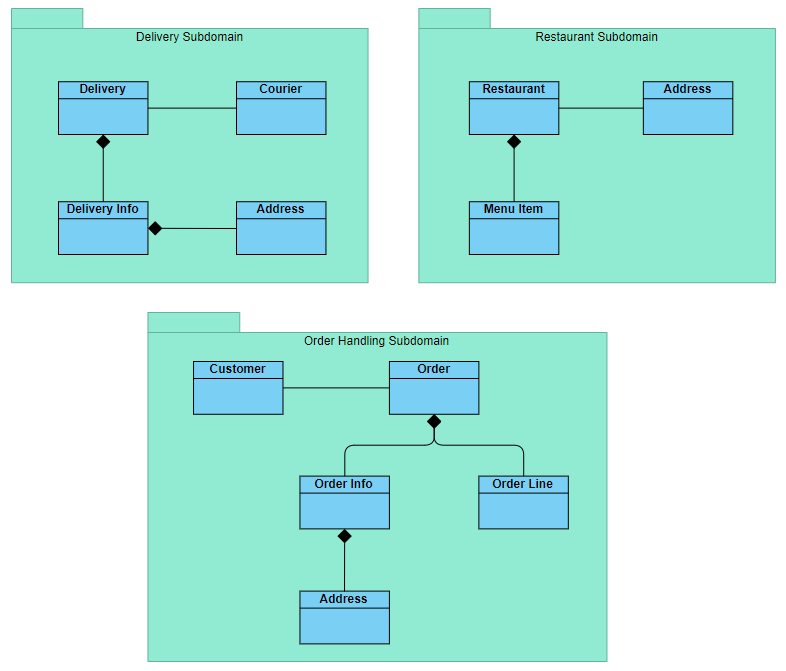 Delivery Subdomain
Delivery
Courier
Delivery Info
Address
Restaurant Subdomain
Restaurant
Address
Menu Item
Order Handling Subdomain
Customer
Order
Order Info
Order Line
Address